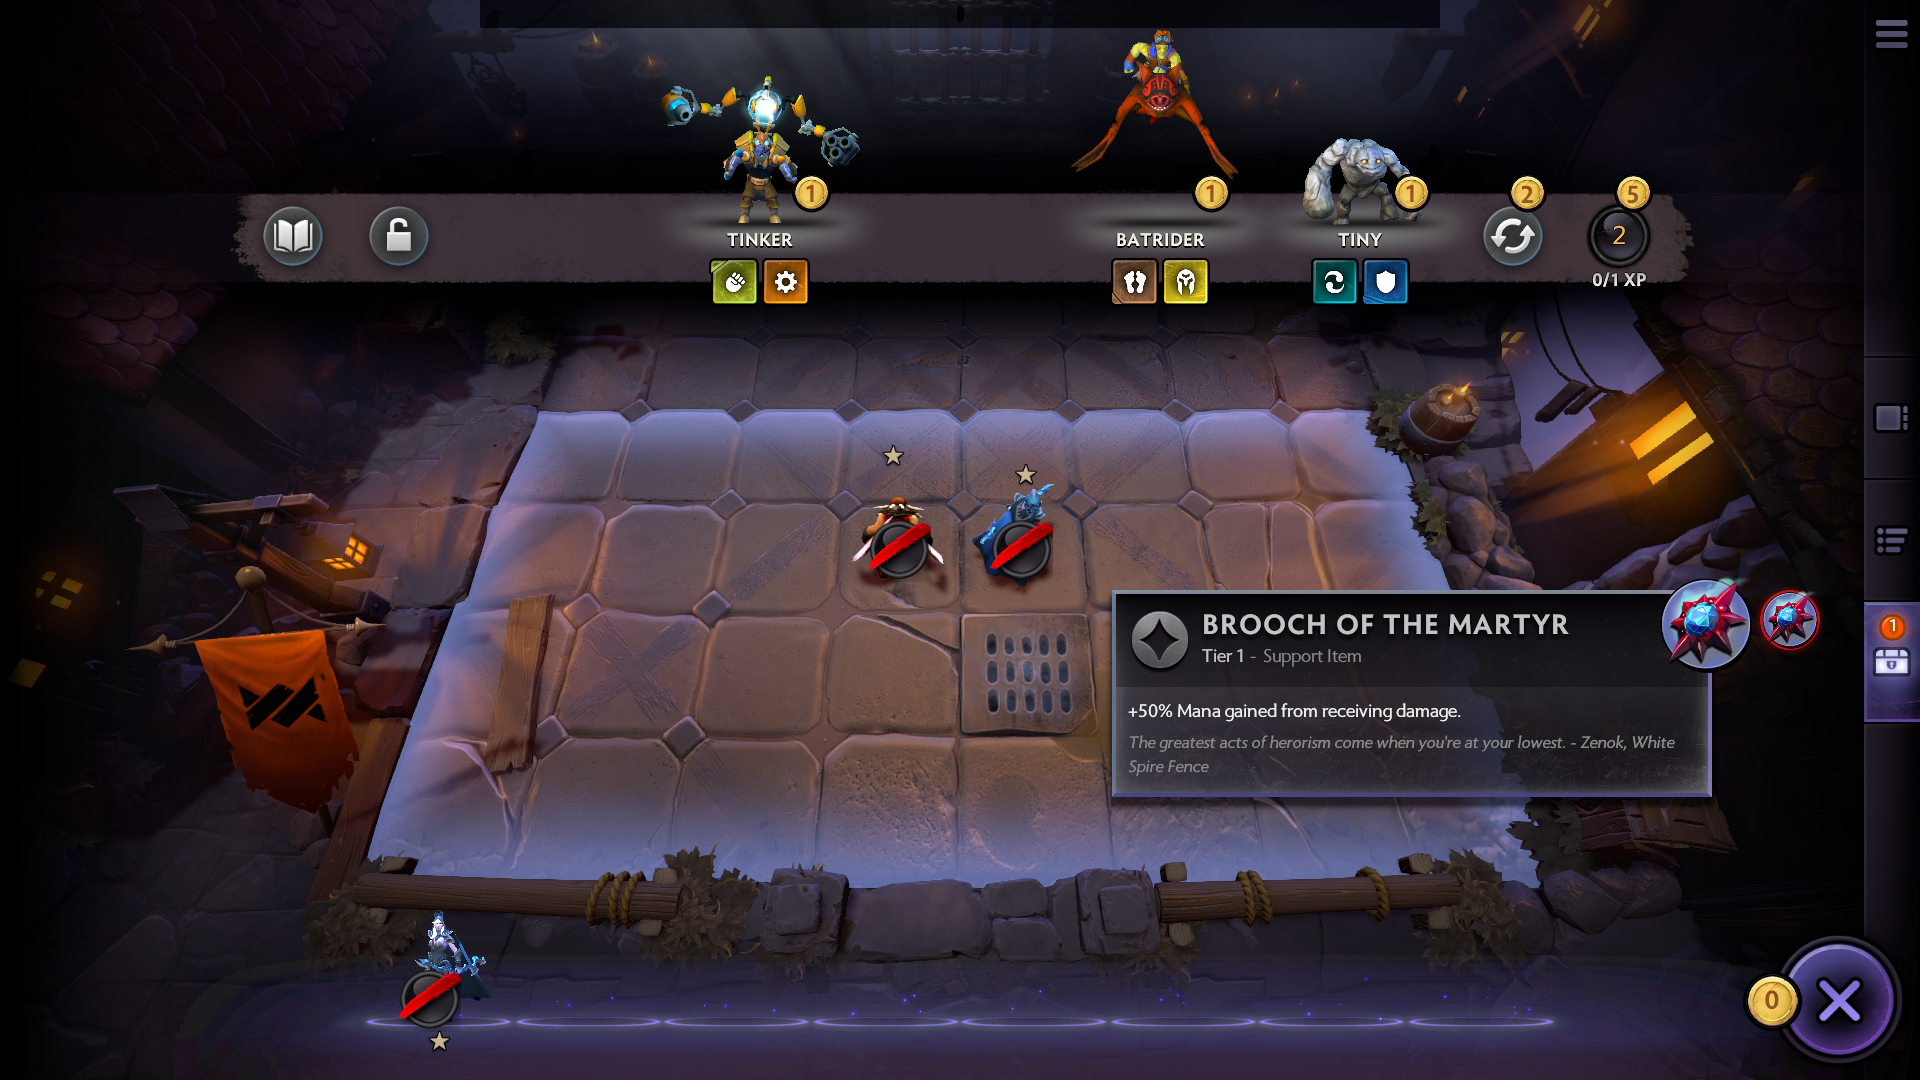 1
1
1
2
5
TINKER
BATRIDER
TINY
2
0/1 XP
BROOCH OF THE MARTYR
Tier 1 - Support Item
+50% Mana gained from receiving damage.
The greatest acts of herorism come when you're at your lowest. - Zenok, White
Spire Fence
1
0